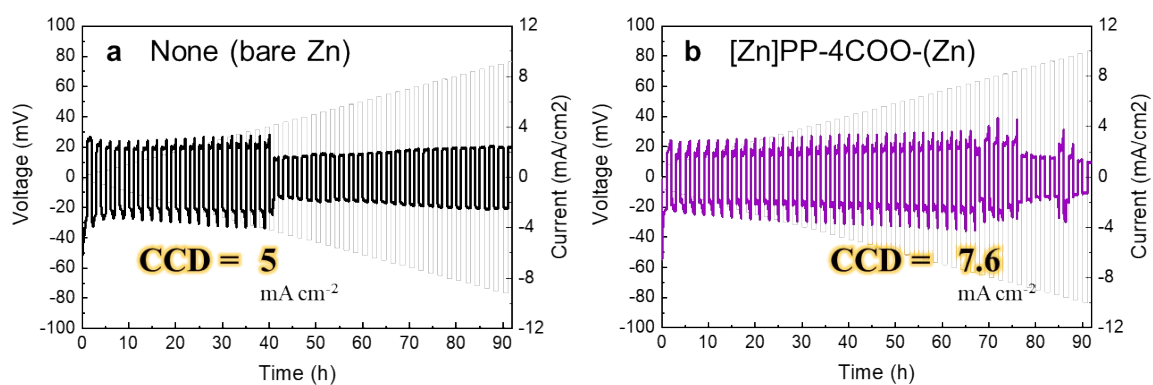 a None (bare Zn)
CCD = 5
mA cm-2
100
80
60
40
20
0
-20
-40
-60
-80
-100
Voltage (mV)
12
8
4
0
-4
-8
-12
Current (mA/cm2)
0 10 20 30 40 50 60 70 80 90
Time (h)
b [Zn]PP-4COO-(Zn)
CCD = 7.6
mA cm-2
100
80
60
40
20
0
-20
-40
-60
-80
-100
Voltage (mV)
12
8
4
0
-4
-8
-12
Current (mA/cm2)
0 10 20 30 40 50 60 70 80 90
Time (h)